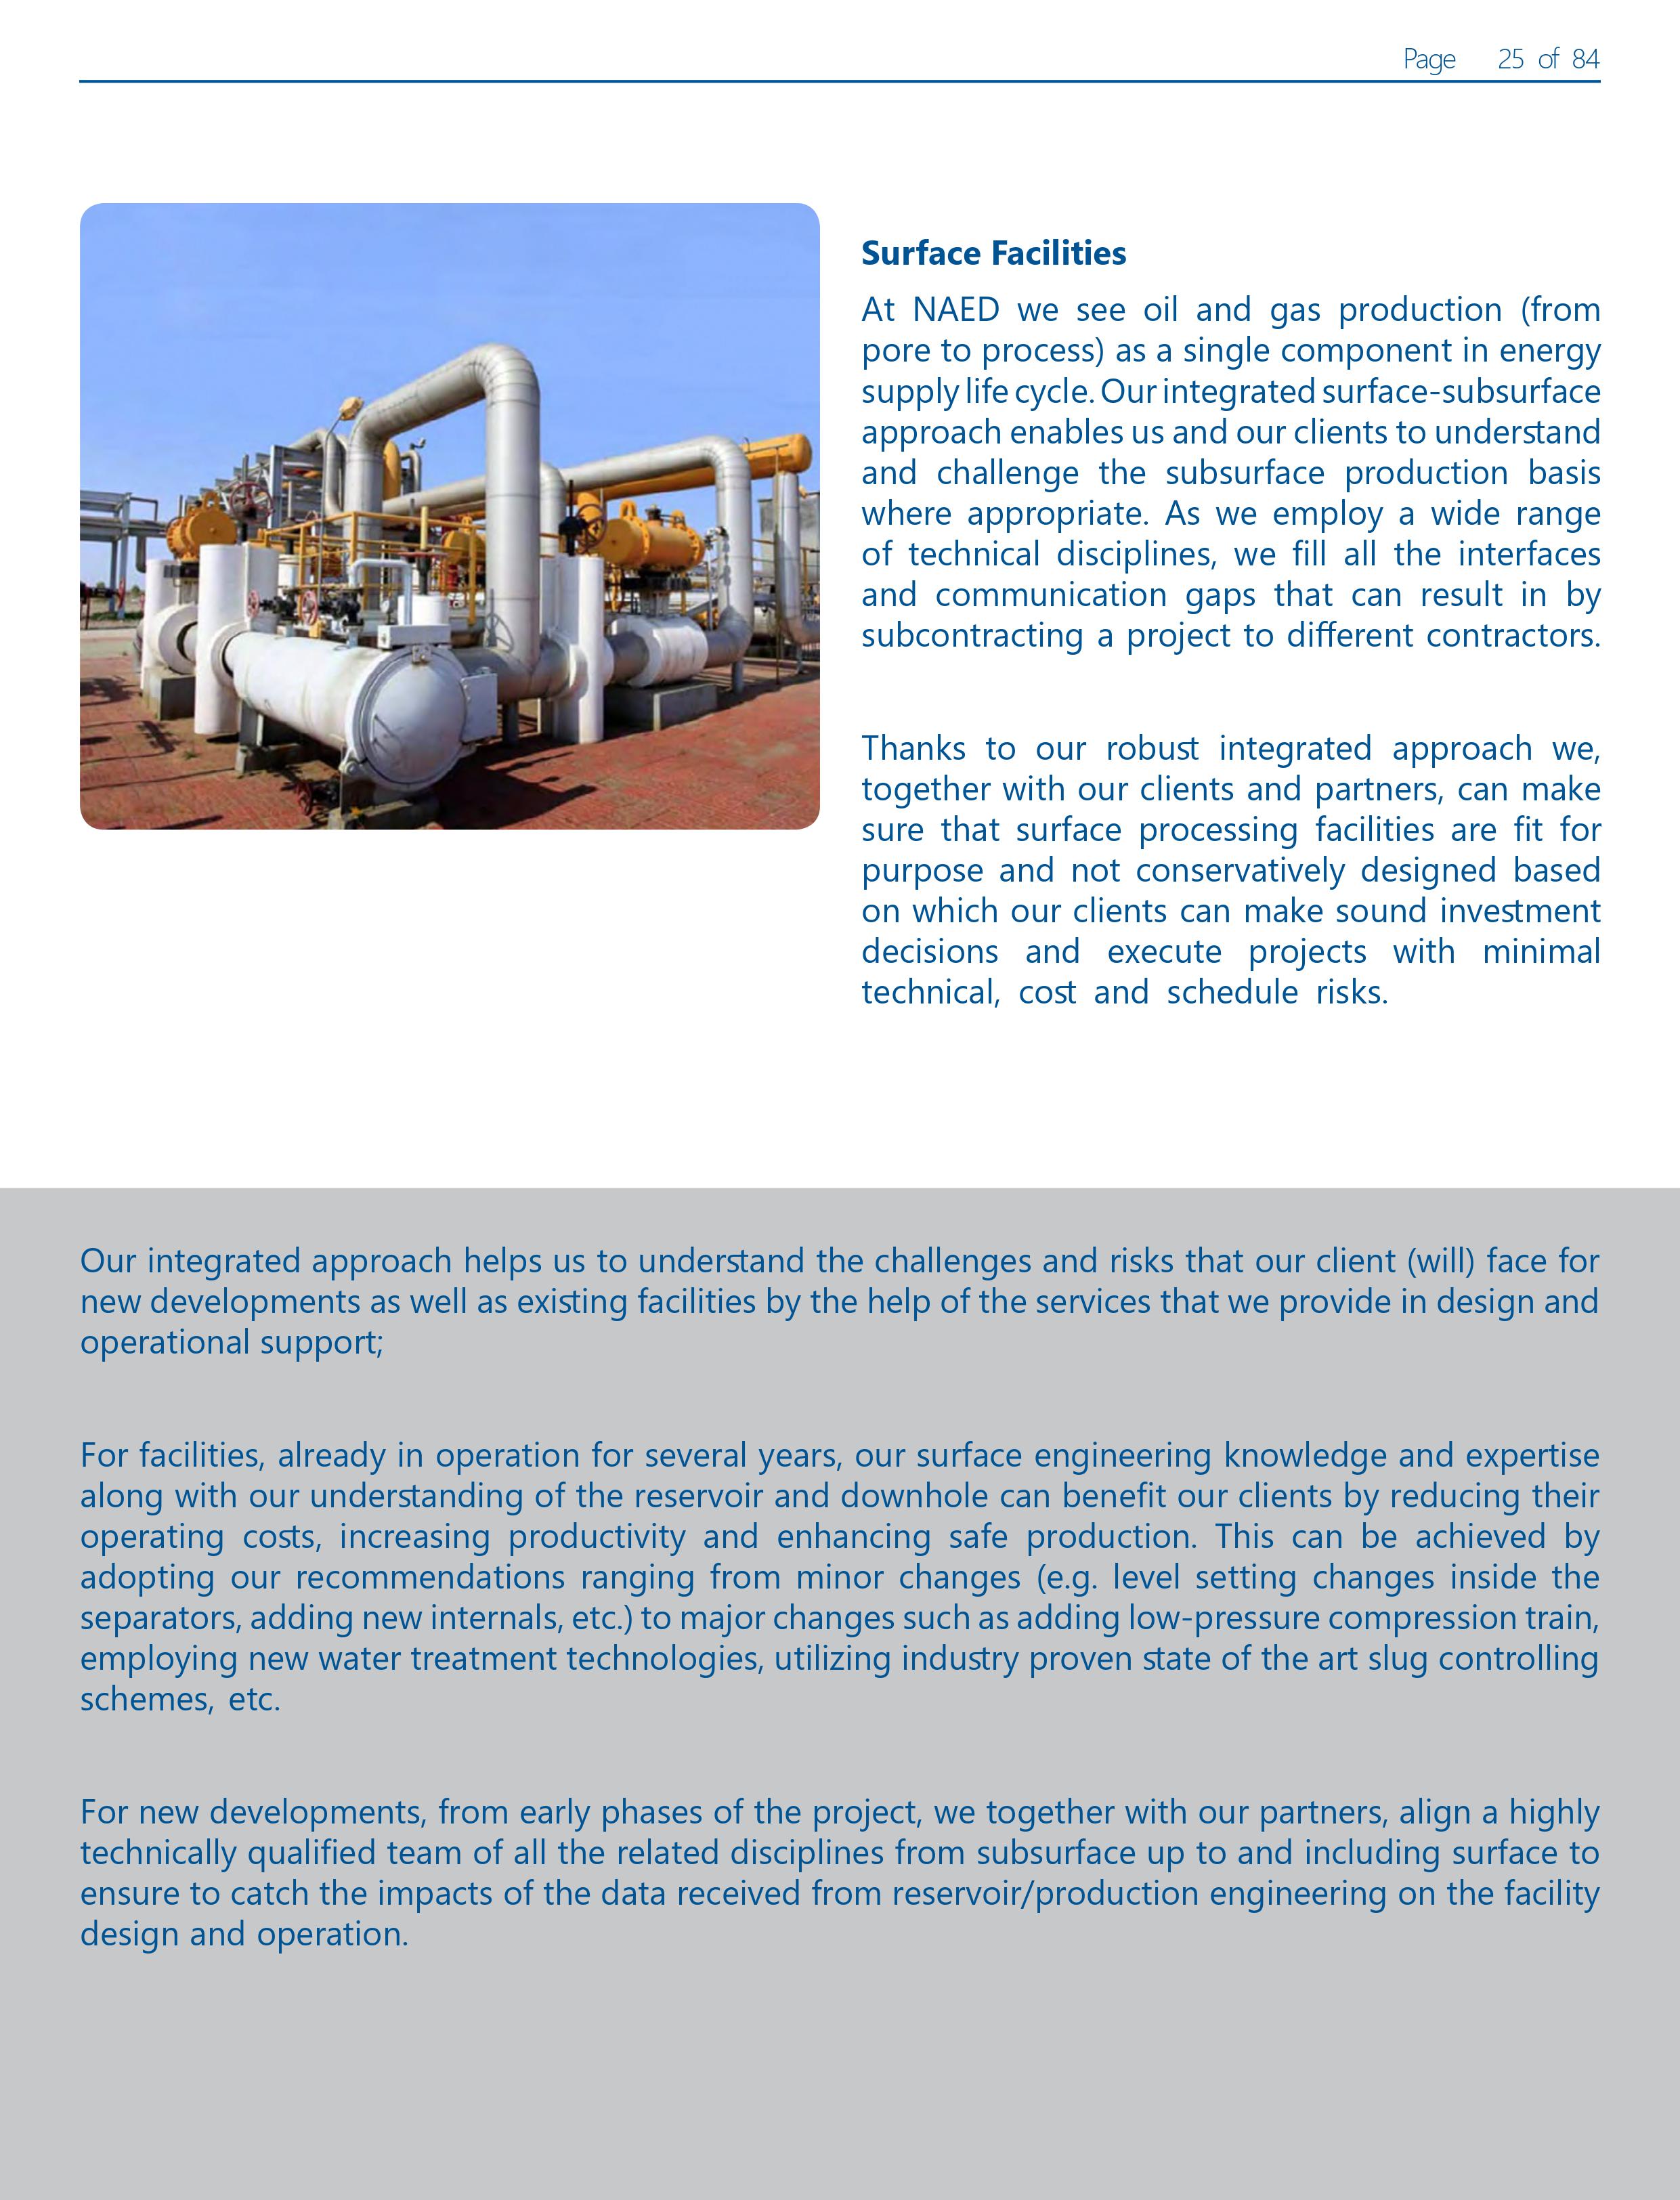 Page 25 of 84
Surface Facilities
At NAED we see oil and gas production (from
pore to process) as a single component in energy
supply life cycle. Our integrated surface-subsurface
approach enables us and our clients to understand
and challenge the subsurface production basis
where appropriate. As we employ a wide range
of technical disciplines, we fill all the interfaces
and communication gaps that can result in by
subcontracting a project to different contractors.
Thanks to our robust integrated approach we,
together with our clients and partners, can make
sure that surface processing facilities are fit for
purpose and not conservatively designed based
on which our clients can make sound investment
decisions and execute projects with minimal
technical, cost and schedule risks.
Our integrated approach helps us to understand the challenges and risks that our client (will) face for
new developments as well as existing facilities by the help of the services that we provide in design and
operational support;
For facilities, already in operation for several years, our surface engineering knowledge and expertise
along with our understanding of the reservoir and downhole can benefit our clients by reducing their
operating costs, increasing productivity and enhancing safe production. This can be achieved by
adopting our recommendations ranging from minor changes (e.g. level setting changes inside the
separators, adding new internals, etc.) to major changes such as adding low-pressure compression train,
employing new water treatment technologies, utilizing industry proven state of the art slug controlling
schemes, etc.
For new developments, from early phases of the project, we together with our partners, align a highly
technically qualified team of all the related disciplines from subsurface up to and including surface to
ensure to catch the impacts of the data received from reservoir/production engineering on the facility
design and operation.